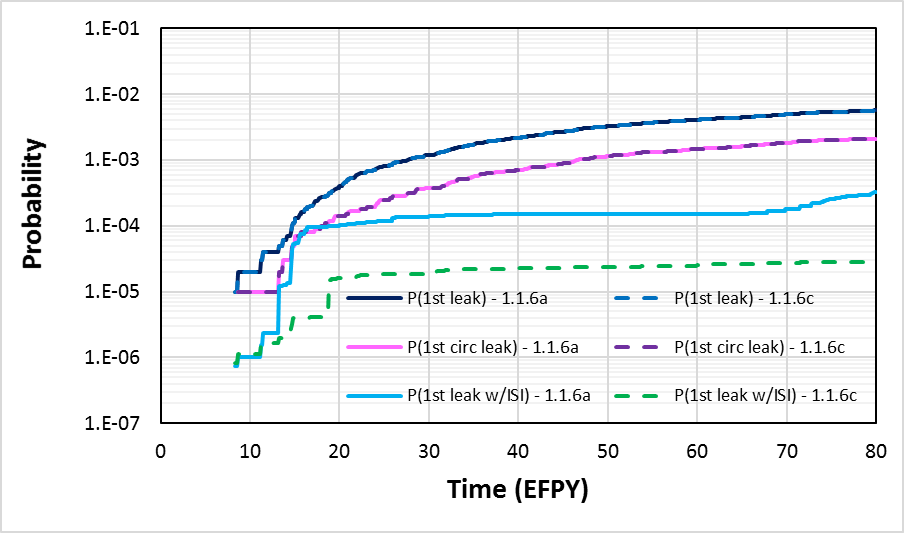 1.E-01
1.E-02
1.E-03
1.E-04
1.E-05
1.E-06
1.E-07
Probability
P(1st leak) - 1.1.6a
P(1st leak) - 1.1.6c
P(1st circ leak) - 1.1.6a
P(1st circ leak) - 1.1.6c
P(1st leak w/ISI) - 1.1.6a
P(1st leak w/ISI) - 1.1.6c
0 10 20 30 40 50 60 70 80
Time (EFPY)